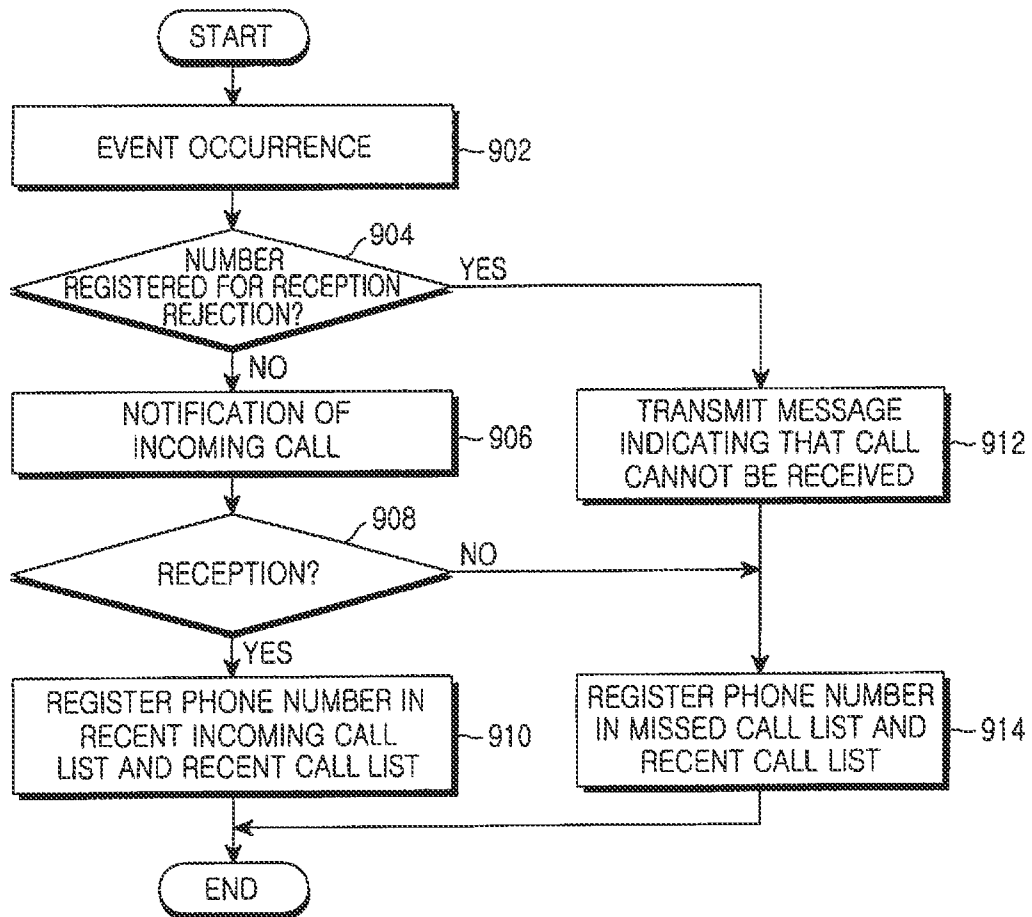 START
EVENT OCCURRENCE
902
904
NUMBER
REGISTERED FOR RECEPTION
REJECTION?
YES
NO
NOTIFICATION OF
INCOMING CALL
906
TRANSMIT MESSAGE
INDICATING THAT CALL
CANNOT BE RECEIVED
912
908
RECEPTION?
NO
YES
REGISTER PHONE NUMBER IN
RECENT INCOMING CALL
LIST AND RECENT CALL LIST
910
REGISTER PHONE NUMBER
IN MISSED CALL LIST AND
RECENT CALL LIST
914
END